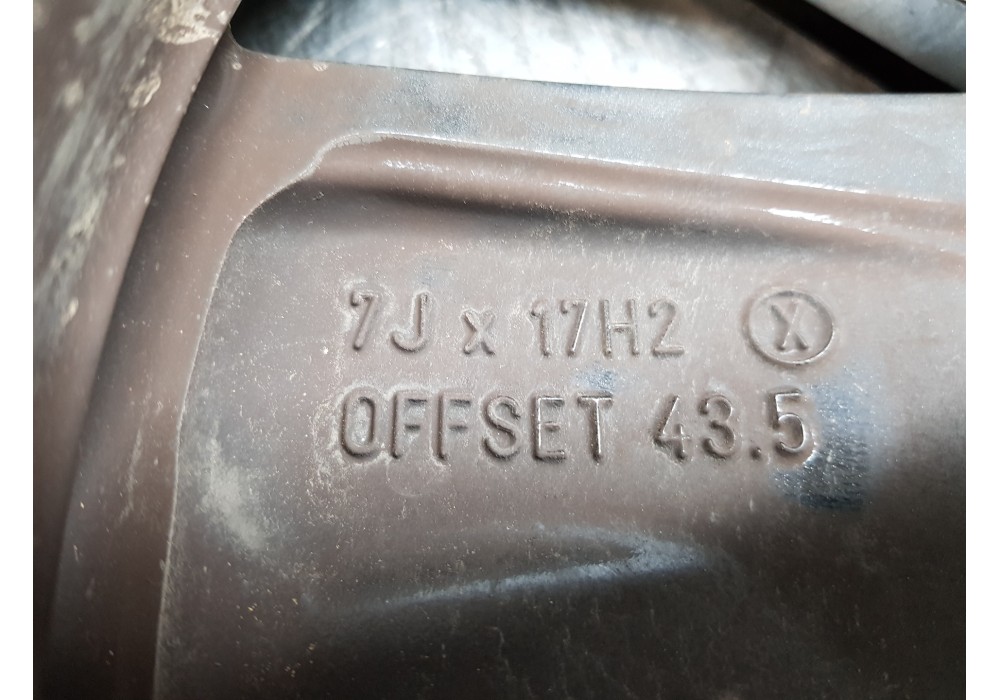 7J x 17H2 X
OFFSET 43.5